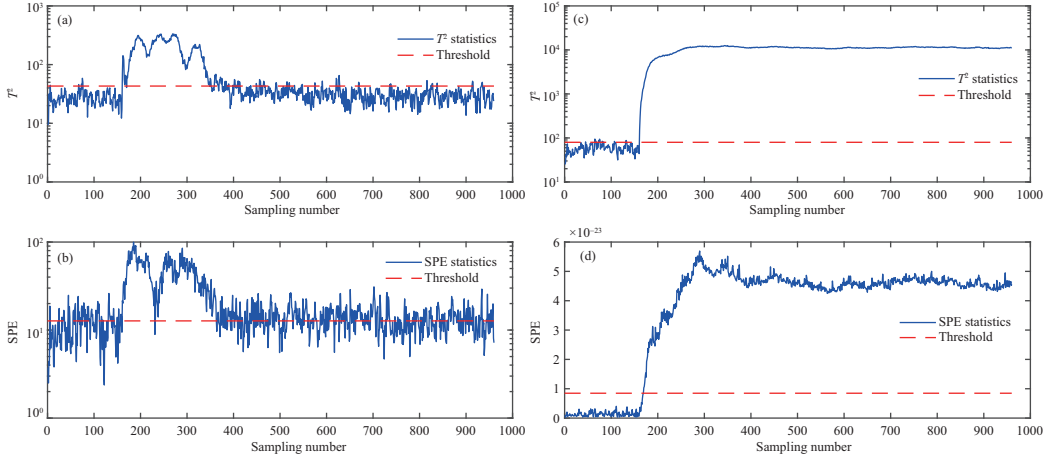 (a)
T² statistics
Threshold
10³
10²
10¹
10⁰
T²
0 100 200 300 400 500 600 700 800 900 1000
Sampling number
(b)
SPE statistics
Threshold
10²
10¹
10⁰
SPE
0 100 200 300 400 500 600 700 800 900 1000
Sampling number
(c)
T² statistics
Threshold
10⁵
10⁴
10³
10²
10¹
T²
0 100 200 300 400 500 600 700 800 900 1000
Sampling number
×10⁻²³
(d)
SPE statistics
Threshold
6
5
4
3
2
1
0
SPE
0 100 200 300 400 500 600 700 800 900 1000
Sampling number